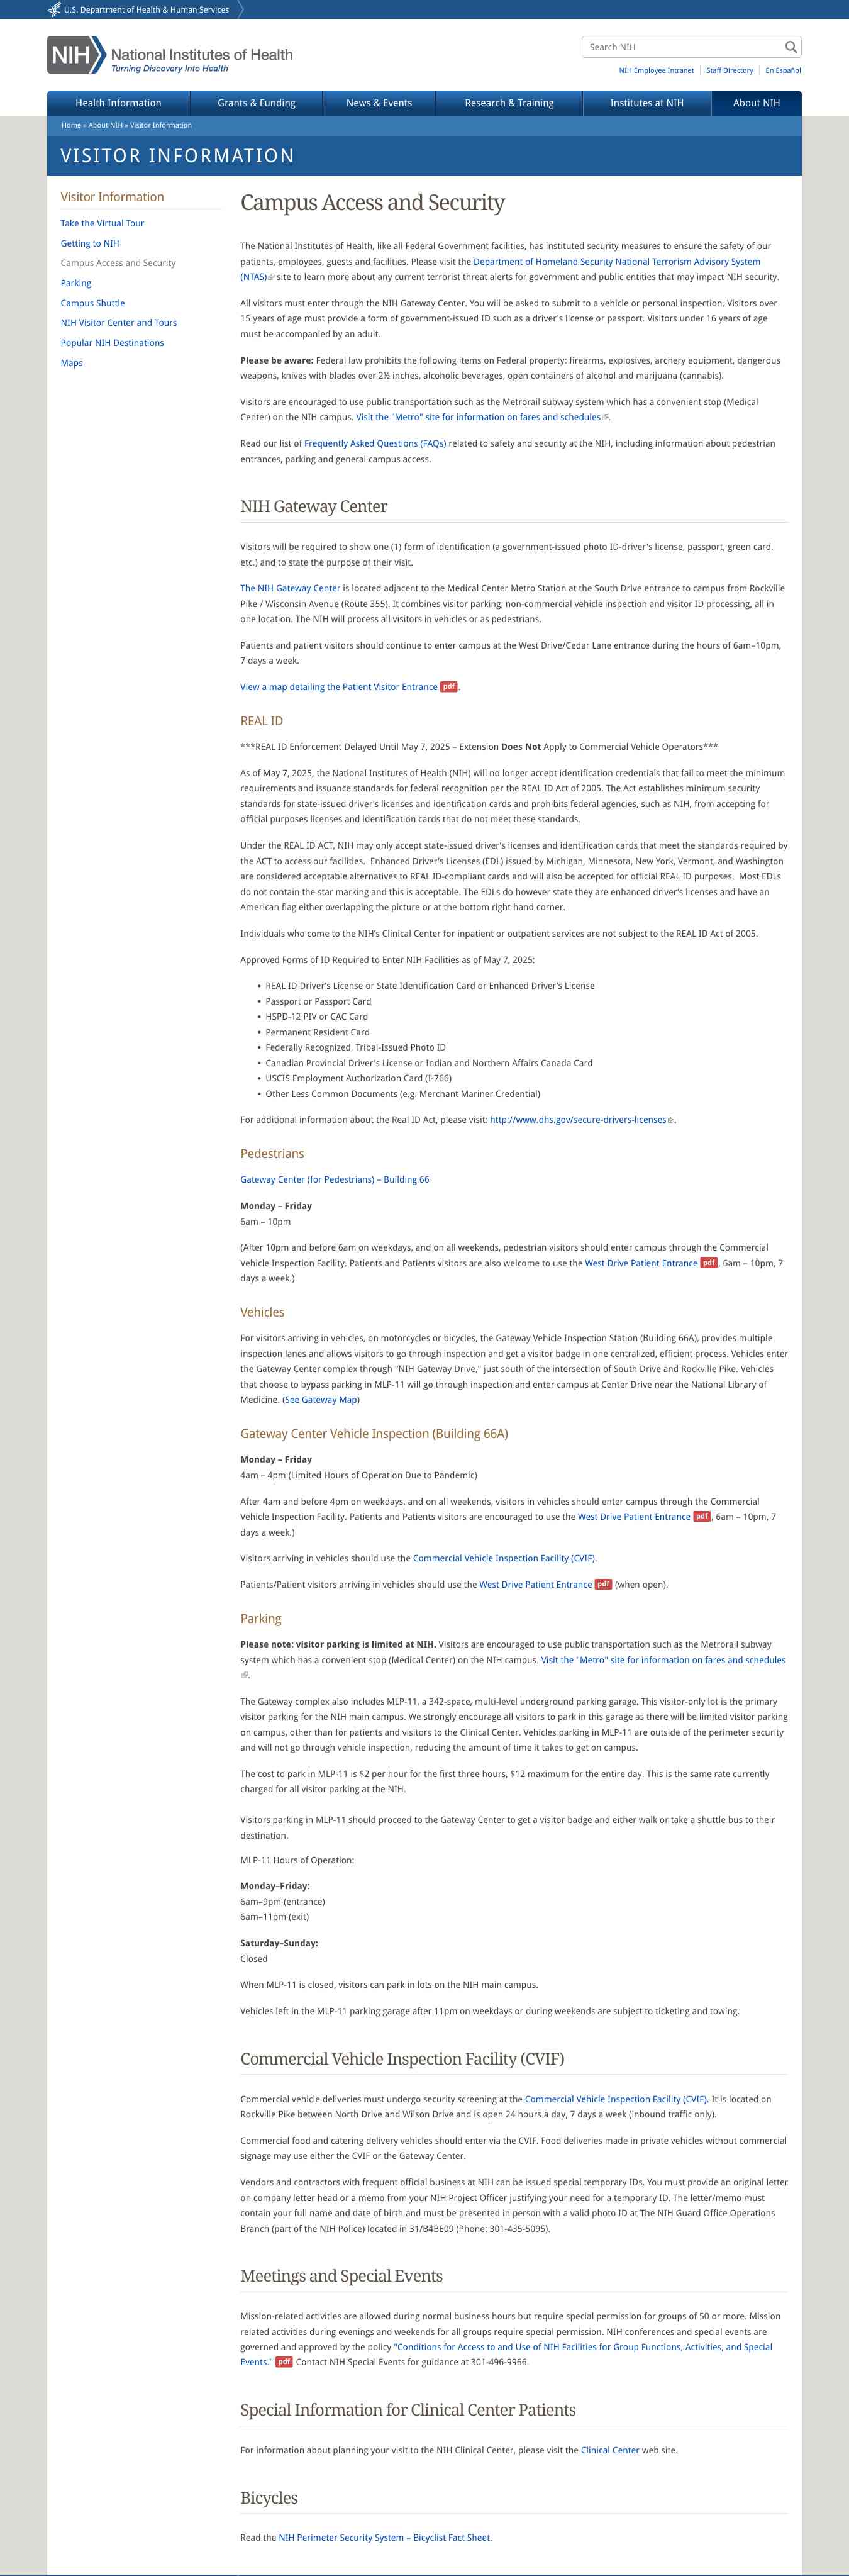 U.S. Department of Health & Human Services
NIH National Institutes of Health
Turning Discovery Into Health
Search NIH
NIH Employee Intranet
Staff Directory
En Español
Health Information
Grants & Funding
News & Events
Research & Training
Institutes at NIH
About NIH
Home » About NIH » Visitor Information
VISITOR INFORMATION
Visitor Information
Take the Virtual Tour
Getting to NIH
Campus Access and Security
Parking
Campus Shuttle
NIH Visitor Center and Tours
Popular NIH Destinations
Maps
Campus Access and Security
The National Institutes of Health, like all Federal Government facilities, has instituted security measures to ensure the safety of our
patients, employees, guests and facilities. Please visit the Department of Homeland Security National Terrorism Advisory System
(NTAS) site to learn more about any current terrorist threat alerts for government and public entities that may impact NIH security.
All visitors must enter through the NIH Gateway Center. You will be asked to submit to a vehicle or personal inspection. Visitors over
15 years of age must provide a form of government-issued ID such as a driver's license or passport. Visitors under 16 years of age
must be accompanied by an adult.
Please be aware: Federal law prohibits the following items on Federal property: firearms, explosives, archery equipment, dangerous
weapons, knives with blades over 2½ inches, alcoholic beverages, open containers of alcohol and marijuana (cannabis).
Visitors are encouraged to use public transportation such as the Metrorail subway system which has a convenient stop (Medical
Center) on the NIH campus. Visit the "Metro" site for information on fares and schedules.
Read our list of Frequently Asked Questions (FAQs) related to safety and security at the NIH, including information about pedestrian
entrances, parking and general campus access.
NIH Gateway Center
Visitors will be required to show one (1) form of identification (a government-issued photo ID-driver's license, passport, green card,
etc.) and to state the purpose of their visit.
The NIH Gateway Center is located adjacent to the Medical Center Metro Station at the South Drive entrance to campus from Rockville
Pike / Wisconsin Avenue (Route 355). It combines visitor parking, non-commercial vehicle inspection and visitor ID processing, all in
one location. The NIH will process all visitors in vehicles or as pedestrians.
Patients and patient visitors should continue to enter campus at the West Drive/Cedar Lane entrance during the hours of 6am–10pm,
7 days a week.
View a map detailing the Patient Visitor Entrance pdf.
REAL ID
***REAL ID Enforcement Delayed Until May 7, 2025 – Extension Does Not Apply to Commercial Vehicle Operators***
As of May 7, 2025, the National Institutes of Health (NIH) will no longer accept identification credentials that fail to meet the minimum
requirements and issuance standards for federal recognition per the REAL ID Act of 2005. The Act establishes minimum security
standards for state-issued driver's licenses and identification cards and prohibits federal agencies, such as NIH, from accepting for
official purposes licenses and identification cards that do not meet these standards.
Under the REAL ID ACT, NIH may only accept state-issued driver's licenses and identification cards that meet the standards required by
the ACT to access our facilities. Enhanced Driver's Licenses (EDL) issued by Michigan, Minnesota, New York, Vermont, and Washington
are considered acceptable alternatives to REAL ID-compliant cards and will also be accepted for official REAL ID purposes. Most EDLs
do not contain the star marking and this is acceptable. The EDLs do however state they are enhanced driver's licenses and have an
American flag either overlapping the picture or at the bottom right hand corner.
Individuals who come to the NIH's Clinical Center for inpatient or outpatient services are not subject to the REAL ID Act of 2005.
Approved Forms of ID Required to Enter NIH Facilities as of May 7, 2025:
• REAL ID Driver's License or State Identification Card or Enhanced Driver's License
• Passport or Passport Card
• HSPD-12 PIV or CAC Card
• Permanent Resident Card
• Federally Recognized, Tribal-Issued Photo ID
• Canadian Provincial Driver's License or Indian and Northern Affairs Canada Card
• USCIS Employment Authorization Card (I-766)
• Other Less Common Documents (e.g. Merchant Mariner Credential)
For additional information about the Real ID Act, please visit: http://www.dhs.gov/secure-drivers-licenses.
Pedestrians
Gateway Center (for Pedestrians) – Building 66
Monday – Friday
6am – 10pm
(After 10pm and before 6am on weekdays, and on all weekends, pedestrian visitors should enter campus through the Commercial
Vehicle Inspection Facility. Patients and Patients visitors are also welcome to use the West Drive Patient Entrance pdf, 6am – 10pm, 7
days a week.)
Vehicles
For visitors arriving in vehicles, on motorcycles or bicycles, the Gateway Vehicle Inspection Station (Building 66A), provides multiple
inspection lanes and allows visitors to go through inspection and get a visitor badge in one centralized, efficient process. Vehicles enter
the Gateway Center complex through "NIH Gateway Drive," just south of the intersection of South Drive and Rockville Pike. Vehicles
that choose to bypass parking in MLP-11 will go through inspection and enter campus at Center Drive near the National Library of
Medicine. (See Gateway Map)
Gateway Center Vehicle Inspection (Building 66A)
Monday – Friday
4am – 4pm (Limited Hours of Operation Due to Pandemic)
After 4am and before 4pm on weekdays, and on all weekends, visitors in vehicles should enter campus through the Commercial
Vehicle Inspection Facility. Patients and Patients visitors are encouraged to use the West Drive Patient Entrance pdf, 6am – 10pm, 7
days a week.)
Visitors arriving in vehicles should use the Commercial Vehicle Inspection Facility (CVIF).
Patients/Patient visitors arriving in vehicles should use the West Drive Patient Entrance pdf (when open).
Parking
Please note: visitor parking is limited at NIH. Visitors are encouraged to use public transportation such as the Metrorail subway
system which has a convenient stop (Medical Center) on the NIH campus. Visit the "Metro" site for information on fares and schedules
.
The Gateway complex also includes MLP-11, a 342-space, multi-level underground parking garage. This visitor-only lot is the primary
visitor parking for the NIH main campus. We strongly encourage all visitors to park in this garage as there will be limited visitor parking
on campus, other than for patients and visitors to the Clinical Center. Vehicles parking in MLP-11 are outside of the perimeter security
and will not go through vehicle inspection, reducing the amount of time it takes to get on campus.
The cost to park in MLP-11 is $2 per hour for the first three hours, $12 maximum for the entire day. This is the same rate currently
charged for all visitor parking at the NIH.
Visitors parking in MLP-11 should proceed to the Gateway Center to get a visitor badge and either walk or take a shuttle bus to their
destination.
MLP-11 Hours of Operation:
Monday–Friday:
6am–9pm (entrance)
6am–11pm (exit)
Saturday–Sunday:
Closed
When MLP-11 is closed, visitors can park in lots on the NIH main campus.
Vehicles left in the MLP-11 parking garage after 11pm on weekdays or during weekends are subject to ticketing and towing.
Commercial Vehicle Inspection Facility (CVIF)
Commercial vehicle deliveries must undergo security screening at the Commercial Vehicle Inspection Facility (CVIF). It is located on
Rockville Pike between North Drive and Wilson Drive and is open 24 hours a day, 7 days a week (inbound traffic only).
Commercial food and catering delivery vehicles should enter via the CVIF. Food deliveries made in private vehicles without commercial
signage may use either the CVIF or the Gateway Center.
Vendors and contractors with frequent official business at NIH can be issued special temporary IDs. You must provide an original letter
on company letter head or a memo from your NIH Project Officer justifying your need for a temporary ID. The letter/memo must
contain your full name and date of birth and must be presented in person with a valid photo ID at The NIH Guard Office Operations
Branch (part of the NIH Police) located in 31/B4BE09 (Phone: 301-435-5095).
Meetings and Special Events
Mission-related activities are allowed during normal business hours but require special permission for groups of 50 or more. Mission
related activities during evenings and weekends for all groups require special permission. NIH conferences and special events are
governed and approved by the policy "Conditions for Access to and Use of NIH Facilities for Group Functions, Activities, and Special
Events." pdf Contact NIH Special Events for guidance at 301-496-9966.
Special Information for Clinical Center Patients
For information about planning your visit to the NIH Clinical Center, please visit the Clinical Center web site.
Bicycles
Read the NIH Perimeter Security System – Bicyclist Fact Sheet.